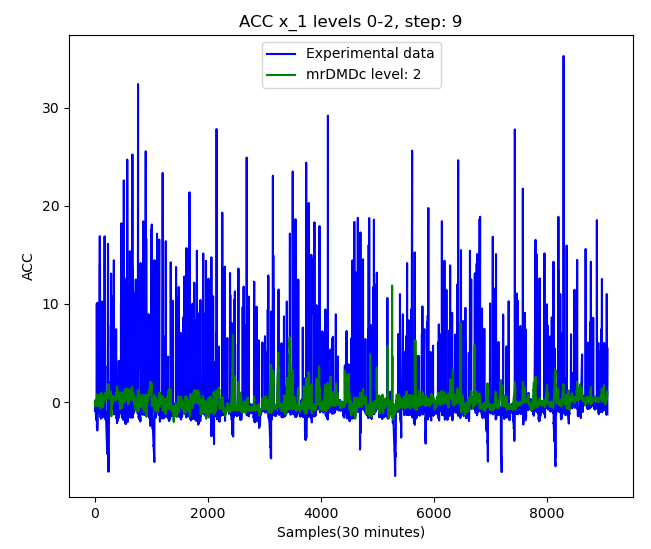 ACC x_1 levels 0-2, step: 9
Experimental data
mrDMDc level: 2
30
20
10
0
ACC
0 2000 4000 6000 8000
Samples(30 minutes)